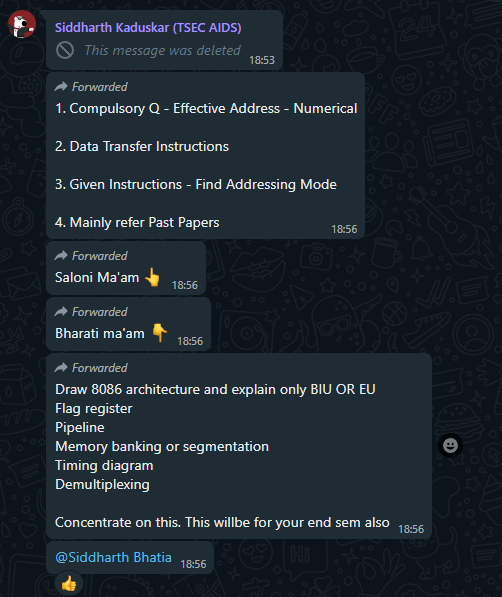 Siddharth Kaduskar (TSEC AIDS)
This message was deleted
18:53
Forwarded
1. Compulsory Q - Effective Address - Numerical
2. Data Transfer Instructions
3. Given Instructions - Find Addressing Mode
4. Mainly refer Past Papers
18:56
Forwarded
Saloni Ma'am 👆 18:56
Forwarded
Bharati ma'am 👇 18:56
Forwarded
Draw 8086 architecture and explain only BIU OR EU
Flag register
Pipeline
Memory banking or segmentation
Timing diagram
Demultiplexing
Concentrate on this. This willbe for your end sem also 18:56
@Siddharth Bhatia 18:56
👍